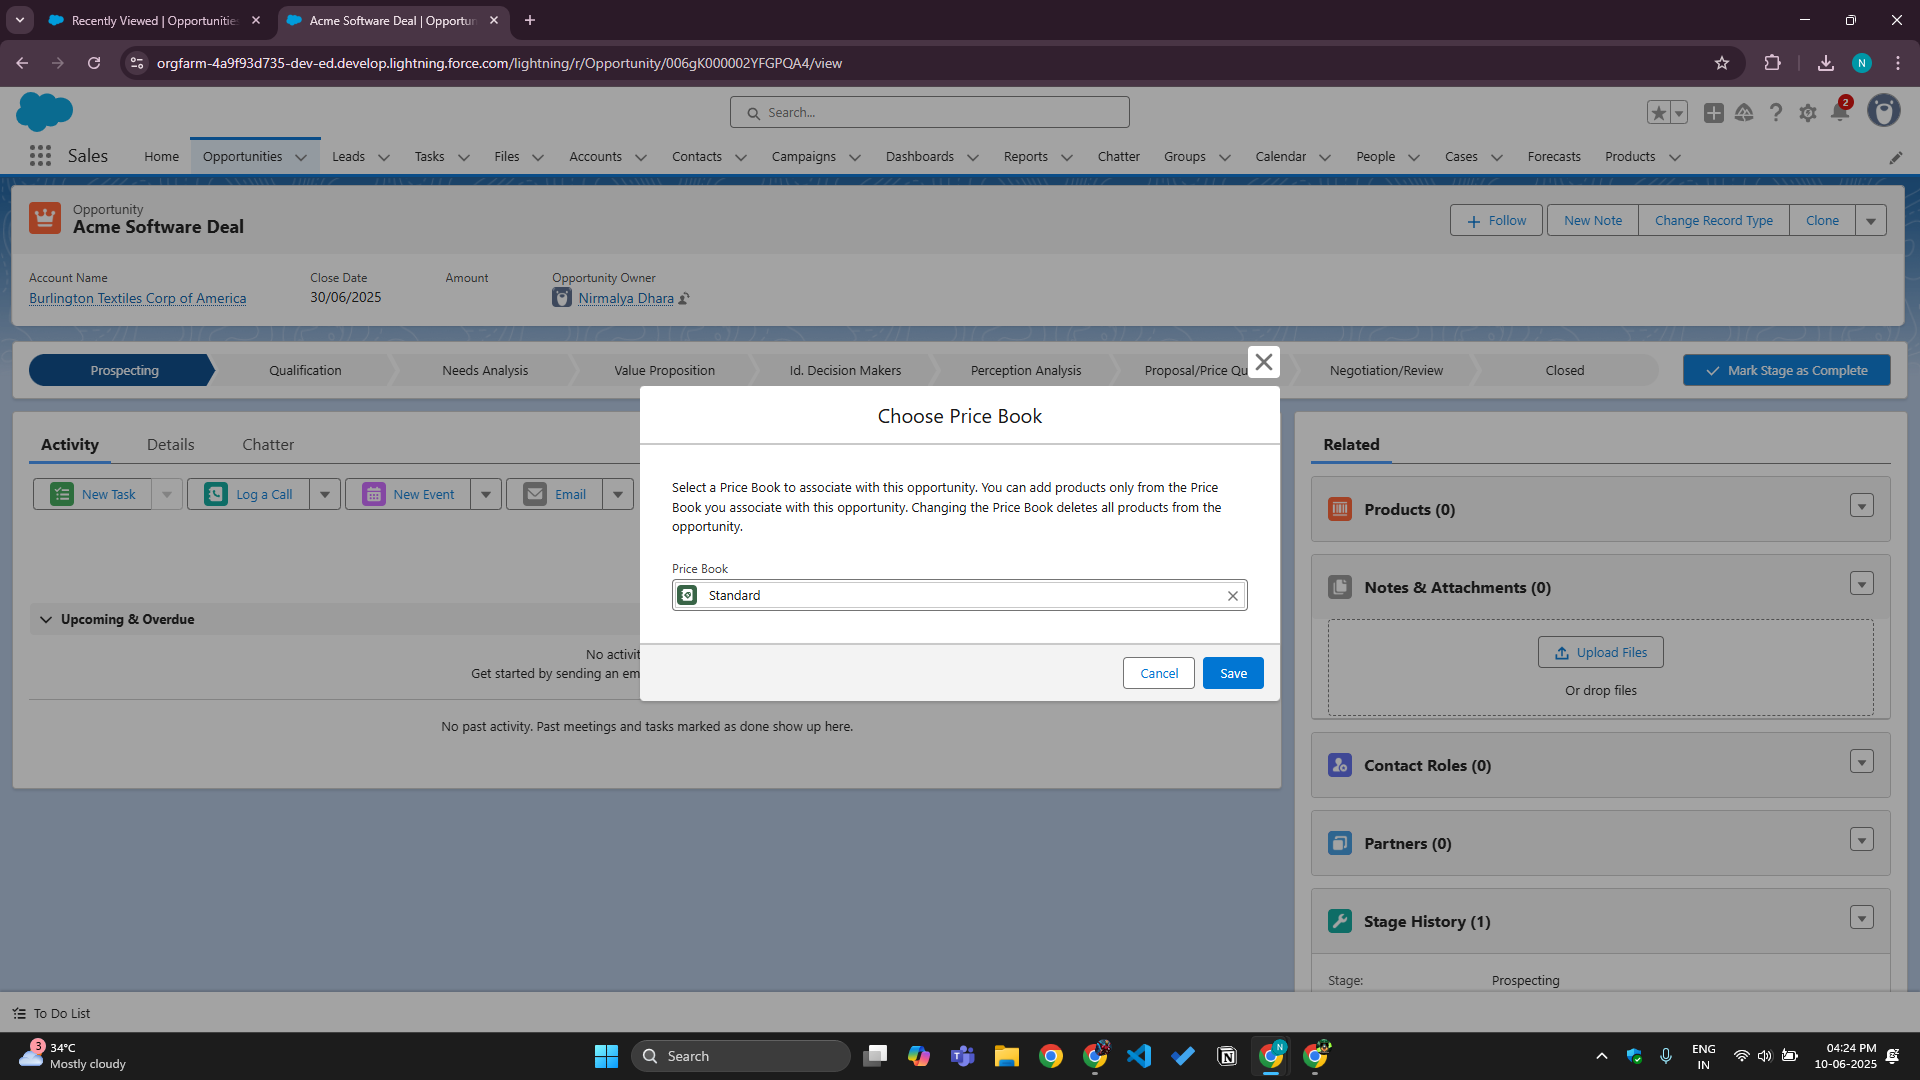 Recently Viewed | Opportunities
Acme Software Deal | Opportun
orgfarm-4a9f93d735-dev-ed.develop.lightning.force.com/lightning/r/Opportunity/006gK000002YFGPQA4/view
N
Search...
2
Sales
Home
Opportunities
Leads
Tasks
Files
Accounts
Contacts
Campaigns
Dashboards
Reports
Chatter
Groups
Calendar
People
Cases
Forecasts
Products
Opportunity
Acme Software Deal
Follow
New Note
Change Record Type
Clone
Account Name
Burlington Textiles Corp of America
Close Date
30/06/2025
Amount
Opportunity Owner
Nirmalya Dhara
Prospecting
Qualification
Needs Analysis
Value Proposition
Id. Decision Makers
Perception Analysis
Proposal/Price Qu
Negotiation/Review
Closed
Mark Stage as Complete
Activity
Details
Chatter
New Task
Log a Call
New Event
Email
Upcoming & Overdue
No activit
Get started by sending an em
No past activity. Past meetings and tasks marked as done show up here.
Choose Price Book
Select a Price Book to associate with this opportunity. You can add products only from the Price
Book you associate with this opportunity. Changing the Price Book deletes all products from the
opportunity.
Price Book
Standard
Cancel
Save
Related
Products (0)
Notes & Attachments (0)
Upload Files
Or drop files
Contact Roles (0)
Partners (0)
Stage History (1)
Stage:
Prospecting
To Do List
3
34°C
Mostly cloudy
Search
N
ENG
IN
04:24 PM
10-06-2025